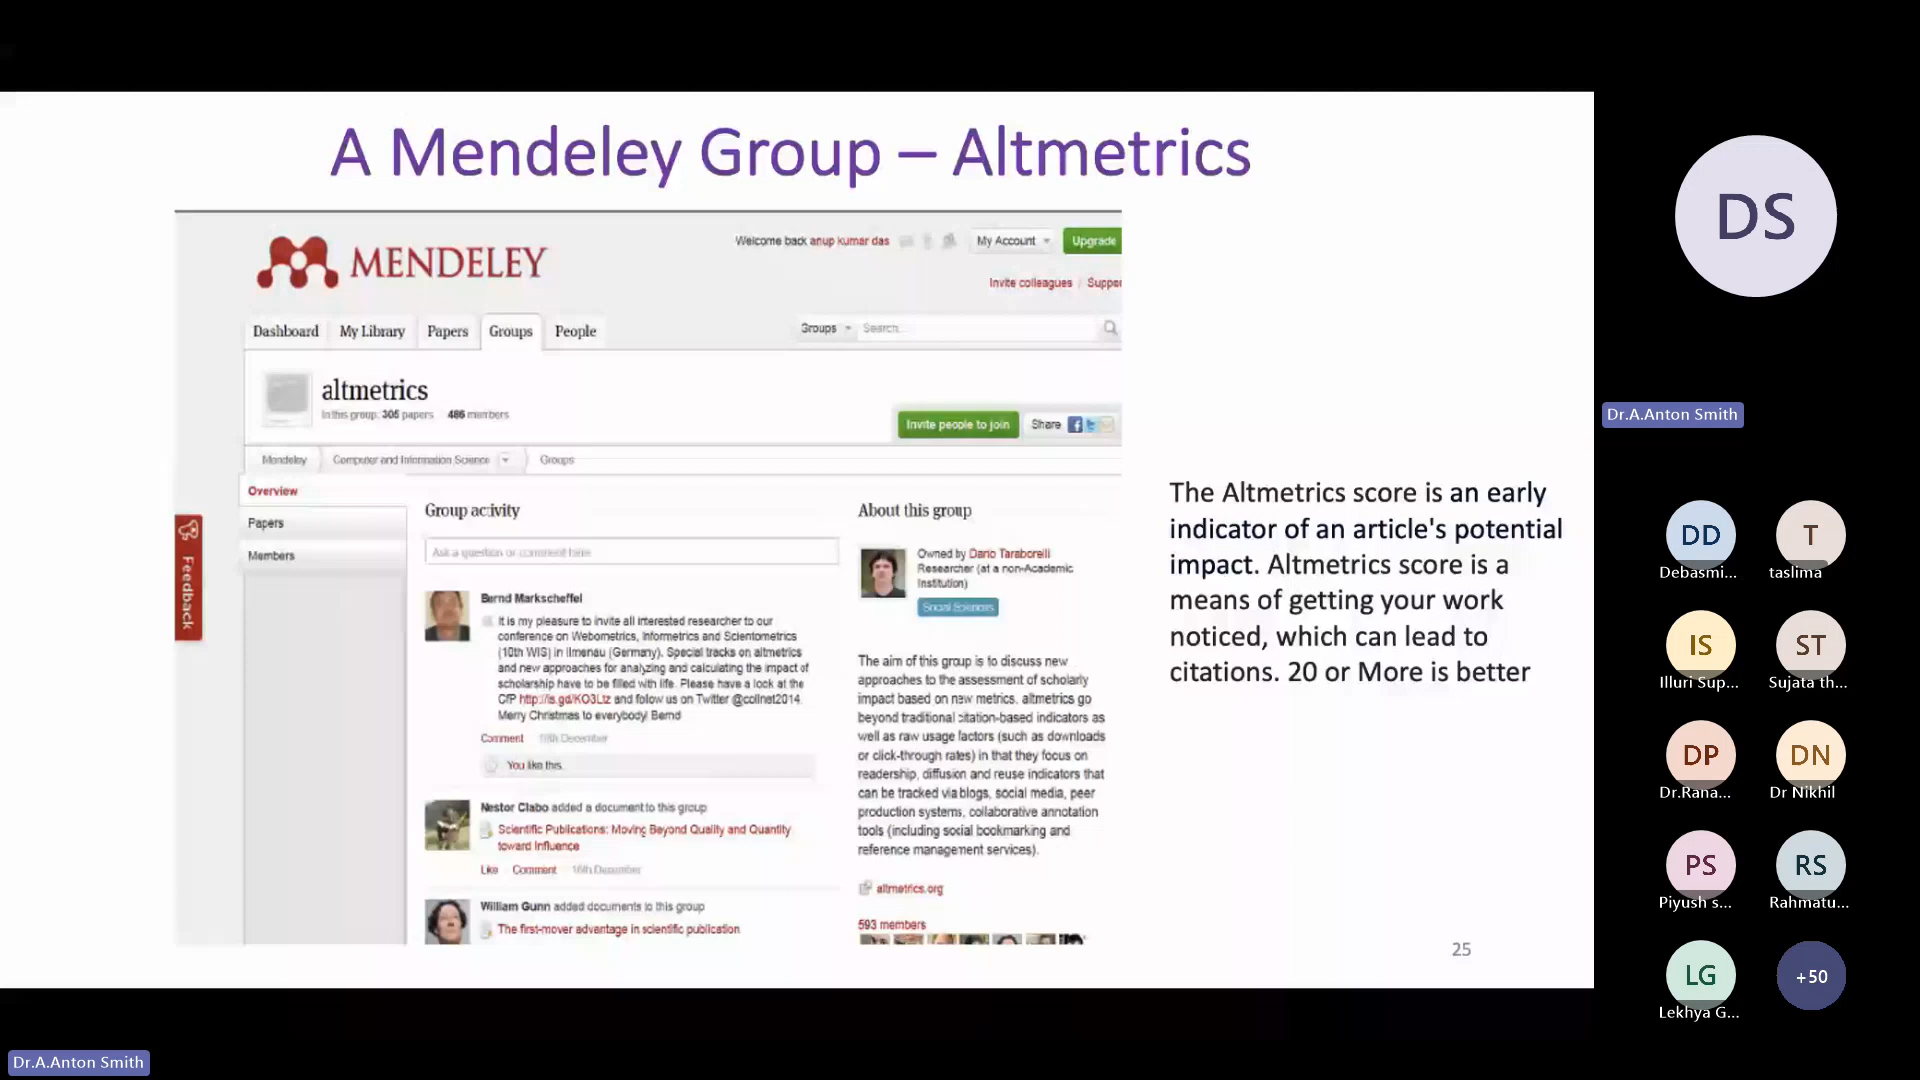 A Mendeley Group – Altmetrics
MENDELEY
Welcome back anup kumar das
My Account
Upgrade
Invite colleagues / Suppor
Dashboard
My Library
Papers
Groups
People
Groups
Search...
altmetrics
In this group: 305 papers 486 members
Invite people to join
Share
Mendeley
Computer and Information Science
Groups
Overview
Papers
Members
Feedback
Group activity
Ask a question or comment here
Bernd Markscheffel
It is my pleasure to invite all interested researcher to our
conference on Webometrics, Informetrics and Scientometrics
(10th WIS) in Ilmenau (Germany). Special tracks on altmetrics
and new approaches for analyzing and calculating the impact of
scholarship have to be filled with life. Please have a look at the
CfP http://is.gd/KO3Ltz and follow us on Twitter @collnet2014.
Merry Christmas to everybody! Bernd
Comment
You like this.
Nestor Clabo added a document to this group
Scientific Publications: Moving Beyond Quality and Quantity
toward Influence
Like Comment 16th December
William Gunn added documents to this group
The first-mover advantage in scientific publication
About this group
Owned by Dario Taraborelli
Researcher (at a non-Academic
Institution)
Social Sciences
The aim of this group is to discuss new
approaches to the assessment of scholarly
impact based on new metrics. altmetrics go
beyond traditional citation-based indicators as
well as raw usage factors (such as downloads
or click-through rates) in that they focus on
readership, diffusion and reuse indicators that
can be tracked via blogs, social media, peer
production systems, collaborative annotation
tools (including social bookmarking and
reference management services).
altmetrics.org
593 members
The Altmetrics score is an early
indicator of an article's potential
impact. Altmetrics score is a
means of getting your work
noticed, which can lead to
citations. 20 or More is better
25
DS
Dr.A.Anton Smith
DD
Debasmi...
T
taslima
IS
Illuri Sup...
ST
Sujata th...
DP
Dr.Rana...
DN
Dr Nikhil
PS
Piyush s...
RS
Rahmatu...
LG
Lekhya G...
+50
Dr.A.Anton Smith